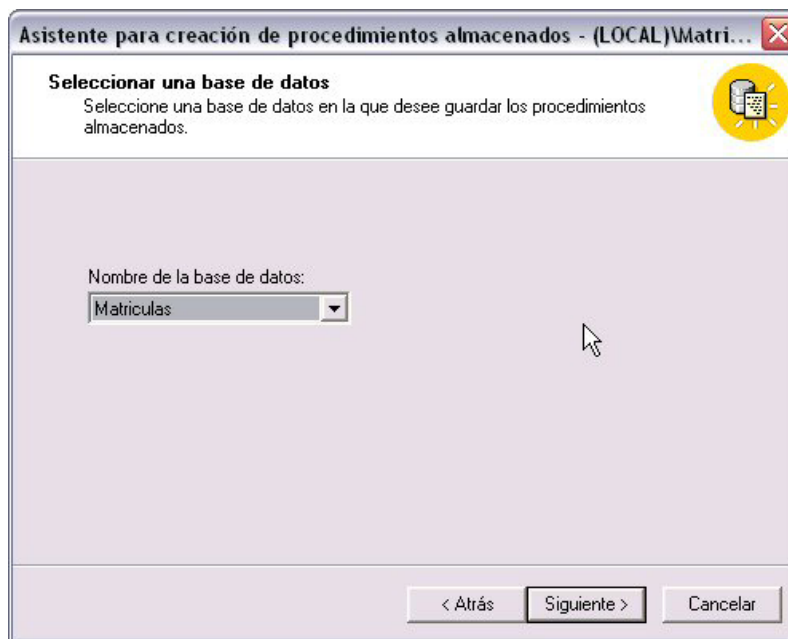 Asistente para creación de procedimientos almacenados - (LOCAL)\Matri...
Seleccionar una base de datos
Seleccione una base de datos en la que desee guardar los procedimientos
almacenados.
Nombre de la base de datos:
Matriculas
< Atrás
Siguiente >
Cancelar